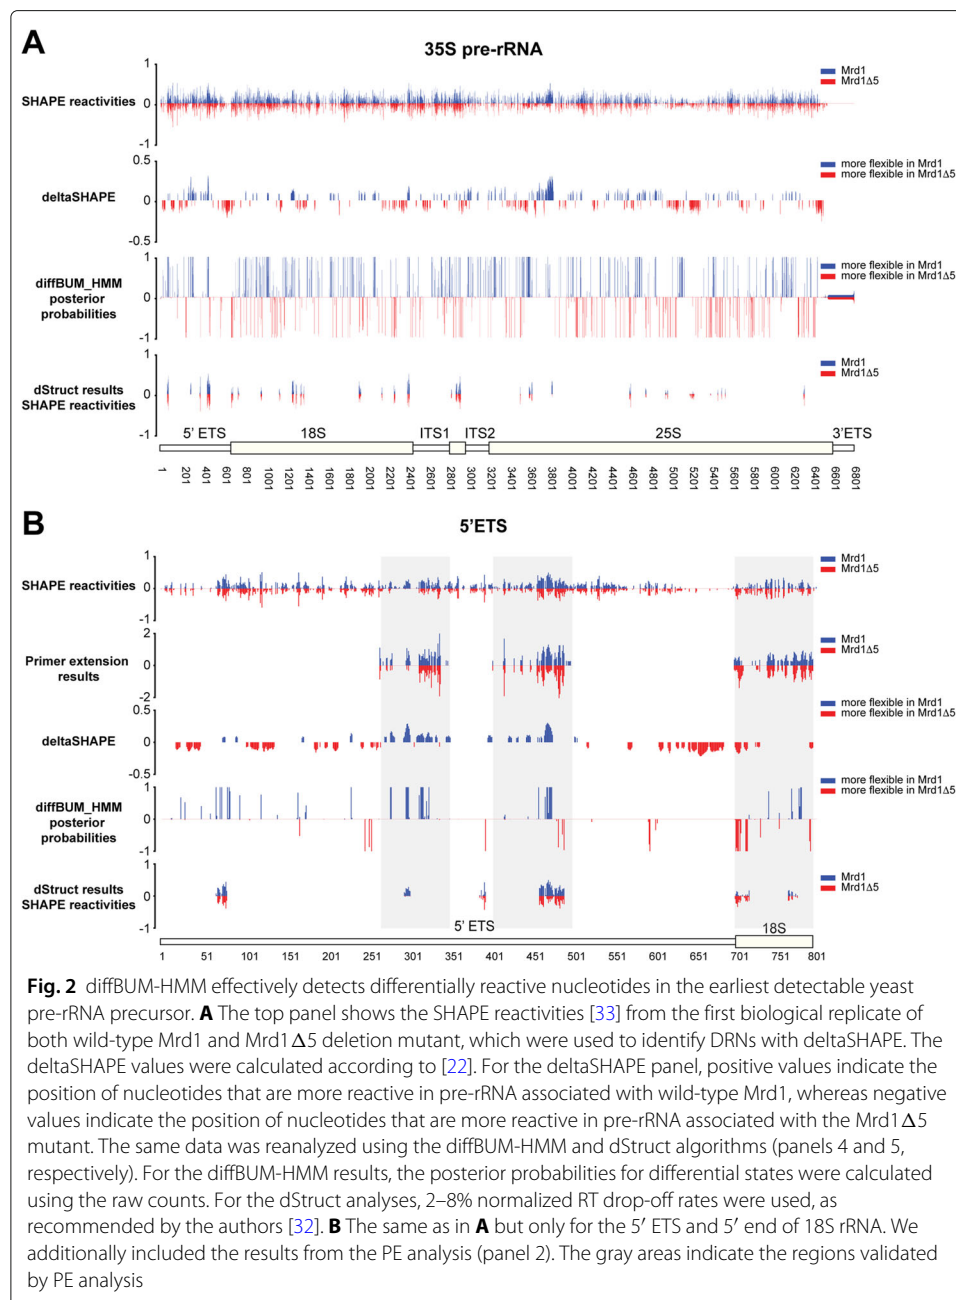 A
35S pre-rRNA
1
0
-1
SHAPE reactivities
Mrd1
Mrd1Δ5
0.5
0
-0.5
deltaSHAPE
more flexible in Mrd1
more flexible in Mrd1Δ5
1
0
-1
diffBUM_HMM
posterior
probabilities
more flexible in Mrd1
more flexible in Mrd1Δ5
1
0
-1
dStruct results
SHAPE reactivities
Mrd1
Mrd1Δ5
5' ETS 18S ITS1 ITS2 25S 3'ETS
1 201 401 601 801 1001 1201 1401 1601 1801 2001 2201 2401 2601 2801 3001 3201 3401 3601 3801 4001 4201 4401 4601 4801 5001 5201 5401 5601 5801 6001 6201 6401 6601 6801
B
5'ETS
1
0
-1
SHAPE reactivities
Mrd1
Mrd1Δ5
2
0
-2
Primer extension
results
Mrd1
Mrd1Δ5
0.5
0
-0.5
deltaSHAPE
more flexible in Mrd1
more flexible in Mrd1Δ5
1
0
-1
diffBUM_HMM
posterior
probabilities
more flexible in Mrd1
more flexible in Mrd1Δ5
1
0
-1
dStruct results
SHAPE reactivities
Mrd1
Mrd1Δ5
5' ETS 18S
1 51 101 151 201 251 301 351 401 451 501 551 601 651 701 751 801
Fig. 2 diffBUM-HMM effectively detects differentially reactive nucleotides in the earliest detectable yeast
pre-rRNA precursor. A The top panel shows the SHAPE reactivities [33] from the first biological replicate of
both wild-type Mrd1 and Mrd1Δ5 deletion mutant, which were used to identify DRNs with deltaSHAPE. The
deltaSHAPE values were calculated according to [22]. For the deltaSHAPE panel, positive values indicate the
position of nucleotides that are more reactive in pre-rRNA associated with wild-type Mrd1, whereas negative
values indicate the position of nucleotides that are more reactive in pre-rRNA associated with the Mrd1Δ5
mutant. The same data was reanalyzed using the diffBUM-HMM and dStruct algorithms (panels 4 and 5,
respectively). For the diffBUM-HMM results, the posterior probabilities for differential states were calculated
using the raw counts. For the dStruct analyses, 2–8% normalized RT drop-off rates were used, as
recommended by the authors [32]. B The same as in A but only for the 5′ ETS and 5′ end of 18S rRNA. We
additionally included the results from the PE analysis (panel 2). The gray areas indicate the regions validated
by PE analysis